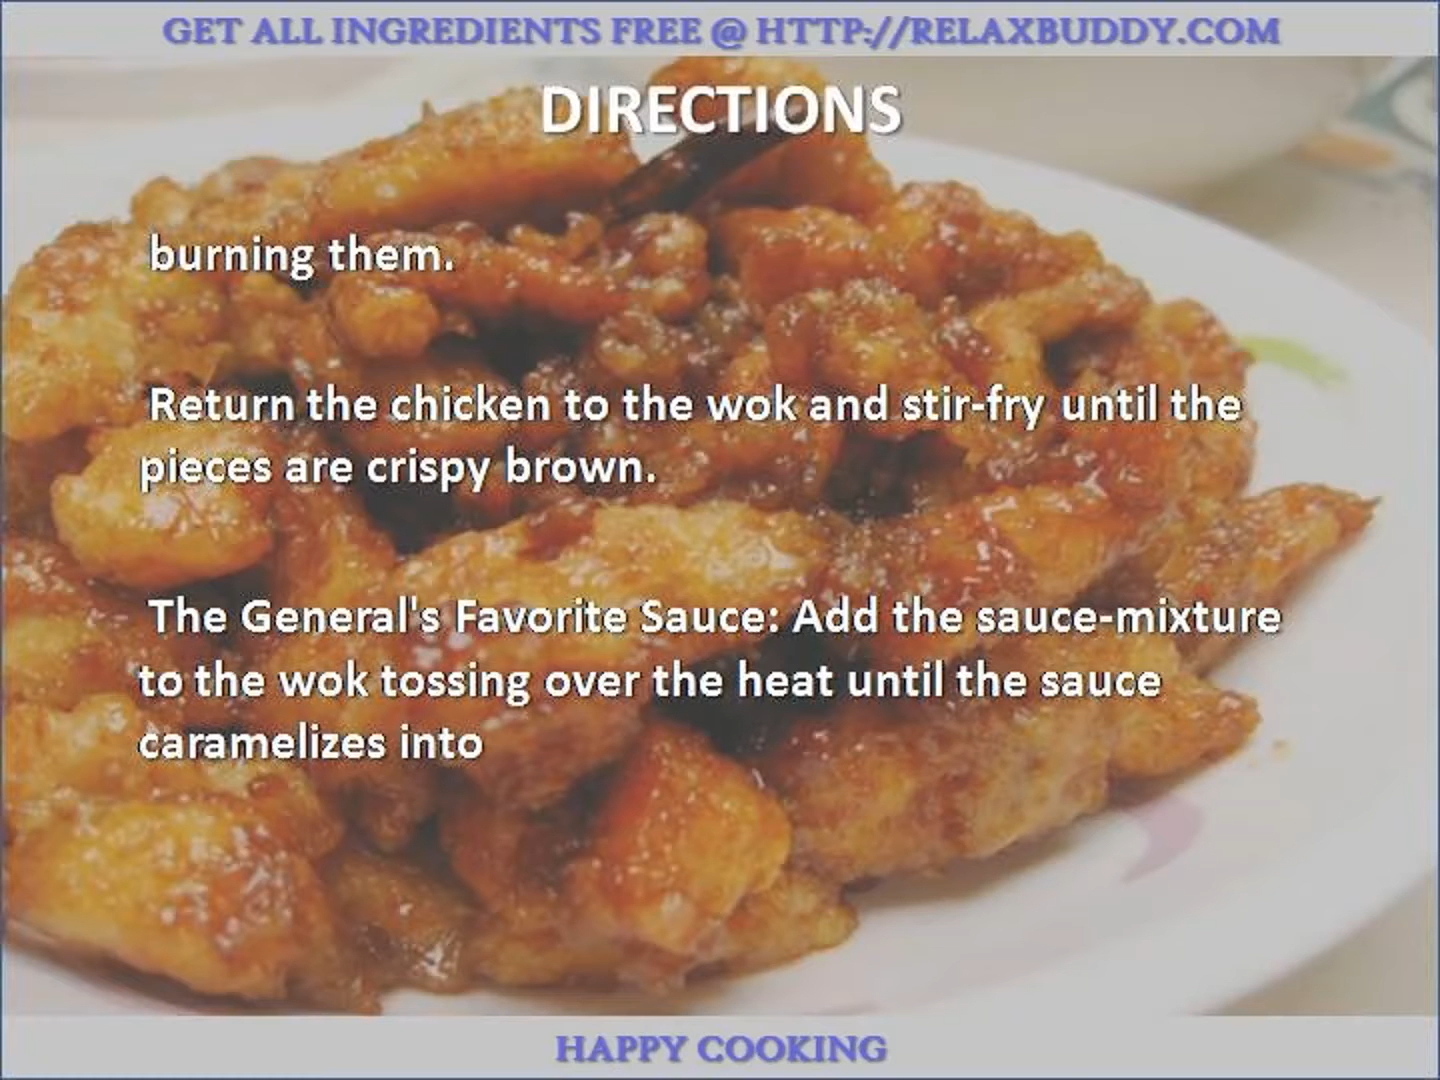 GET ALL INGREDIENTS FREE @ HTTP://RELAXBUDDY.COM
DIRECTIONS
burning them.
Return the chicken to the wok and stir-fry until the
pieces are crispy brown.
The General's Favorite Sauce: Add the sauce-mixture
to the wok tossing over the heat until the sauce
caramelizes into
HAPPY COOKING